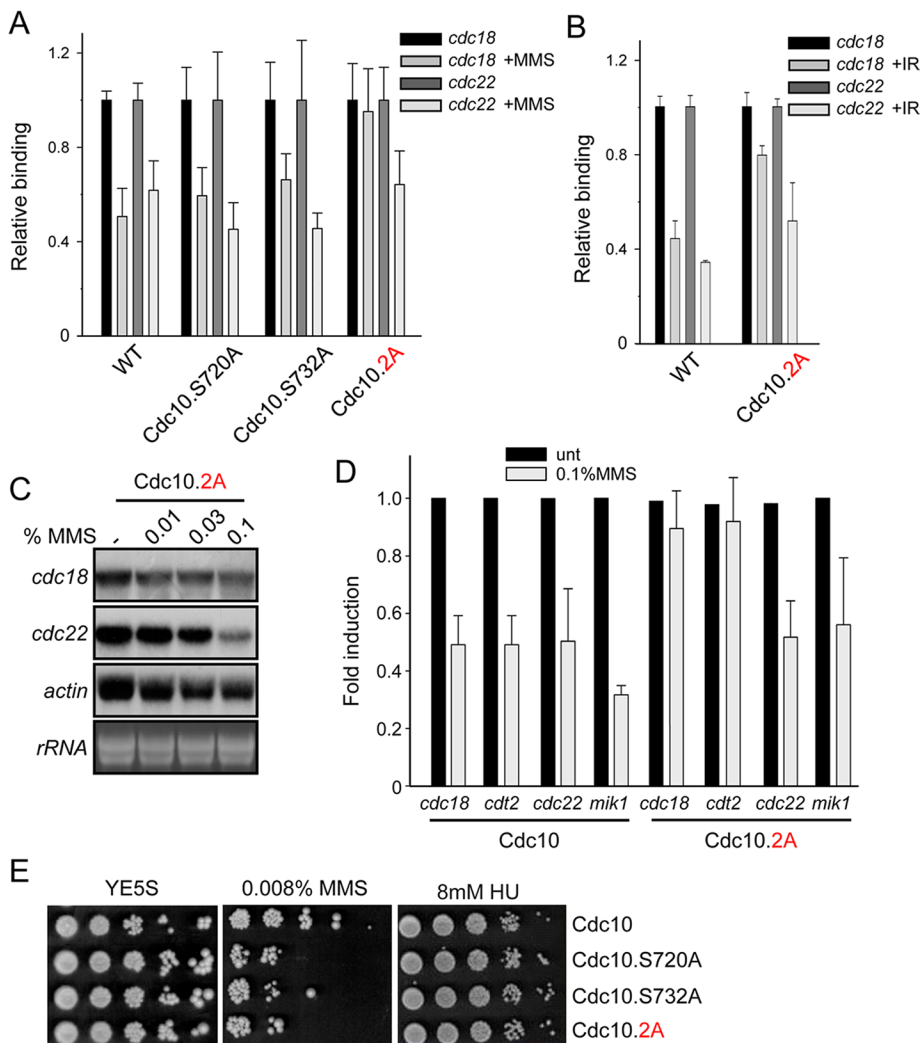 A
Relative binding
1.2
0.8
0.4
0
cdc18
cdc18 +MMS
cdc22
cdc22 +MMS
WT
Cdc10.S720A
Cdc10.S732A
Cdc10.2A
B
Relative binding
1.2
0.8
0.4
0
cdc18
cdc18 +IR
cdc22
cdc22 +IR
WT
Cdc10.2A
C
Cdc10.2A
% MMS - 0.01 0.03 0.1
cdc18
cdc22
actin
rRNA
D
unt
0.1%MMS
Fold induction
1.0
0.8
0.6
0.4
0.2
0
cdc18 cdt2 cdc22 mik1 cdc18 cdt2 cdc22 mik1
Cdc10 Cdc10.2A
E
YE5S 0.008% MMS 8mM HU
Cdc10
Cdc10.S720A
Cdc10.S732A
Cdc10.2A